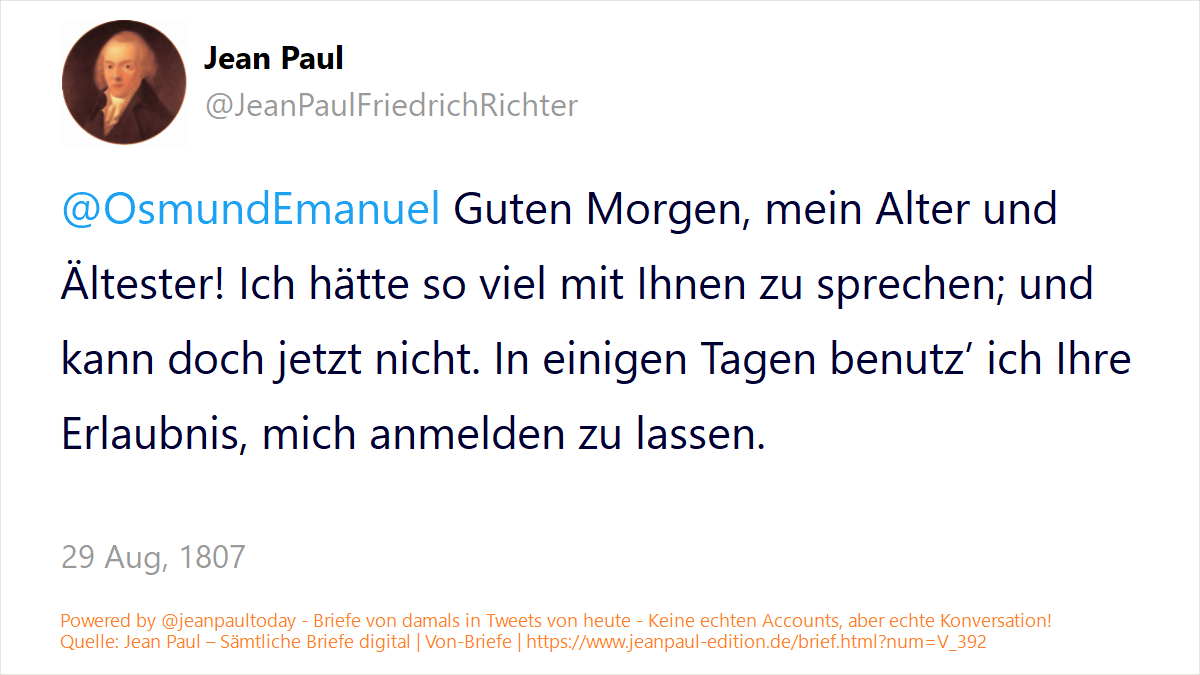 Jean Paul
@JeanPaulFriedrichRichter
@OsmundEmanuel Guten Morgen, mein Alter und
Ältester! Ich hätte so viel mit Ihnen zu sprechen; und
kann doch jetzt nicht. In einigen Tagen benutz’ ich Ihre
Erlaubnis, mich anmelden zu lassen.
29 Aug, 1807
Powered by @jeanpaultoday - Briefe von damals in Tweets von heute - Keine echten Accounts, aber echte Konversation!
Quelle: Jean Paul – Sämtliche Briefe digital | Von-Briefe | https://www.jeanpaul-edition.de/brief.html?num=V_392